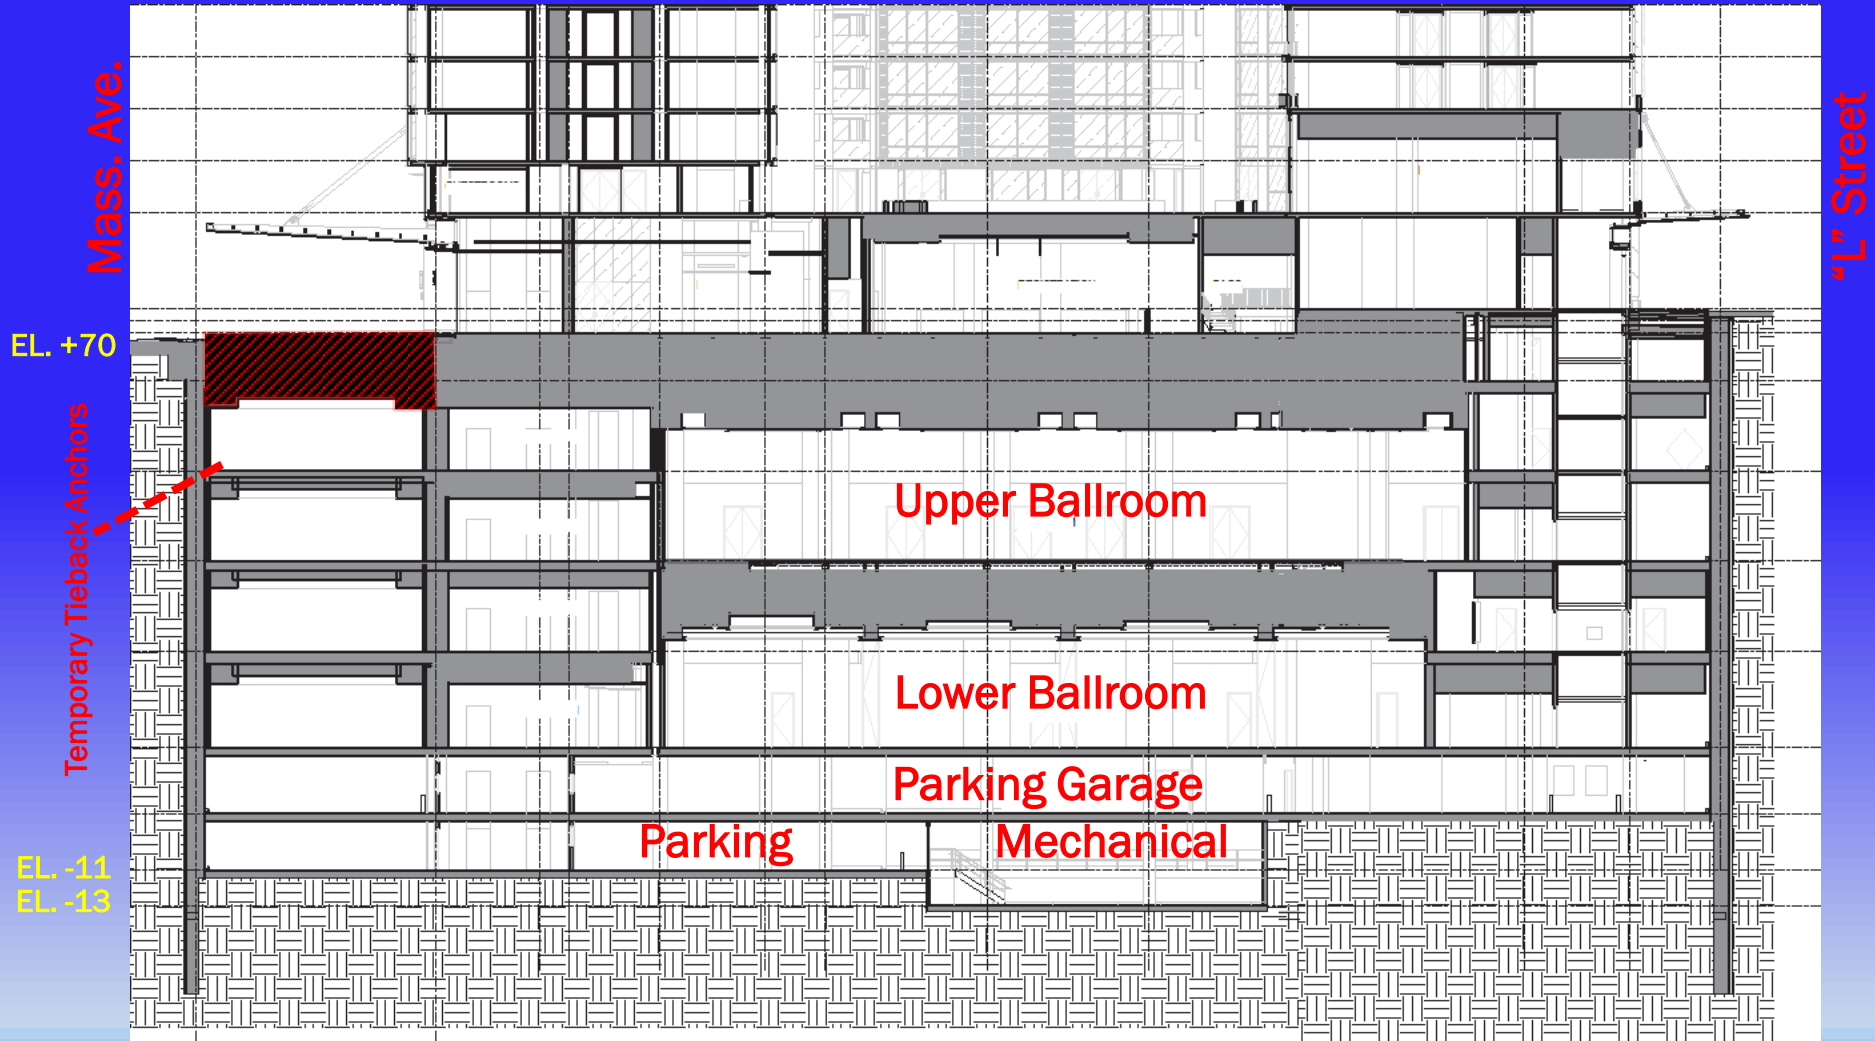 Mass. Ave.
"L" Street
EL. +70
Temporary Tieback Anchors
Upper Ballroom
Lower Ballroom
Parking Garage
Parking
Mechanical
EL. -11
EL. -13